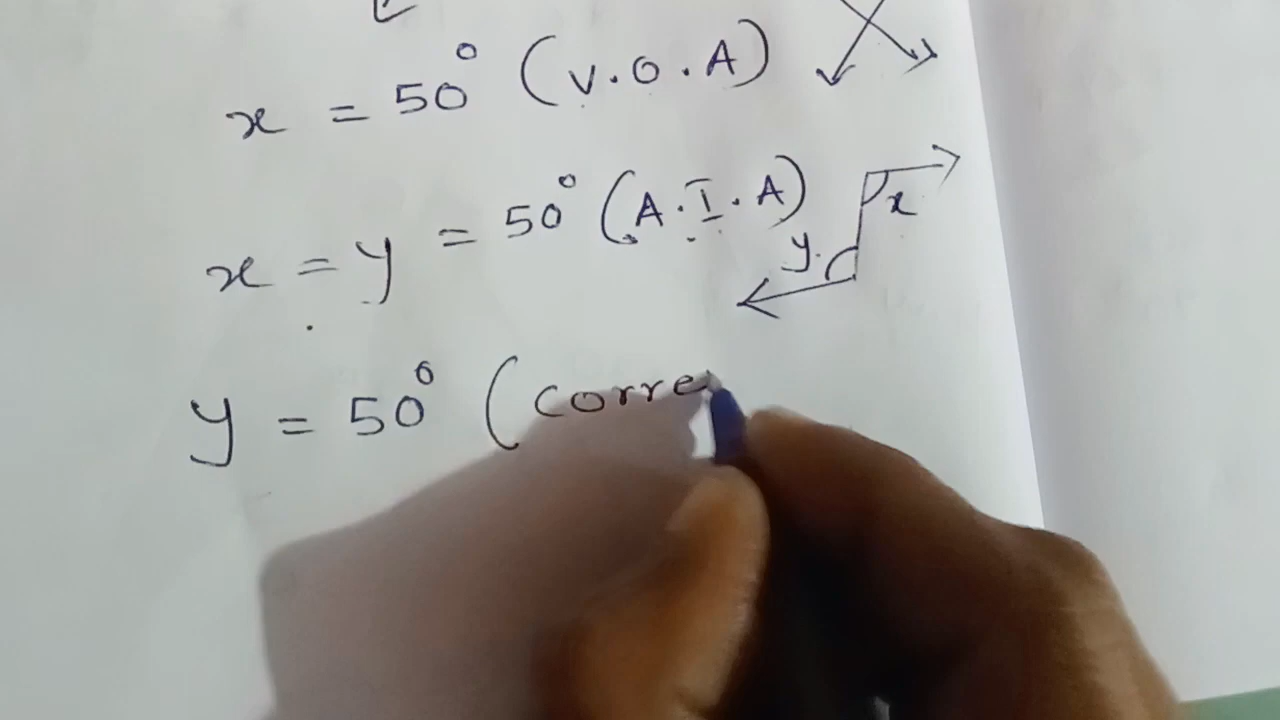 x = 50° (V.O.A)
x = y = 50° (A.I.A)
x
y
y = 50° (corre